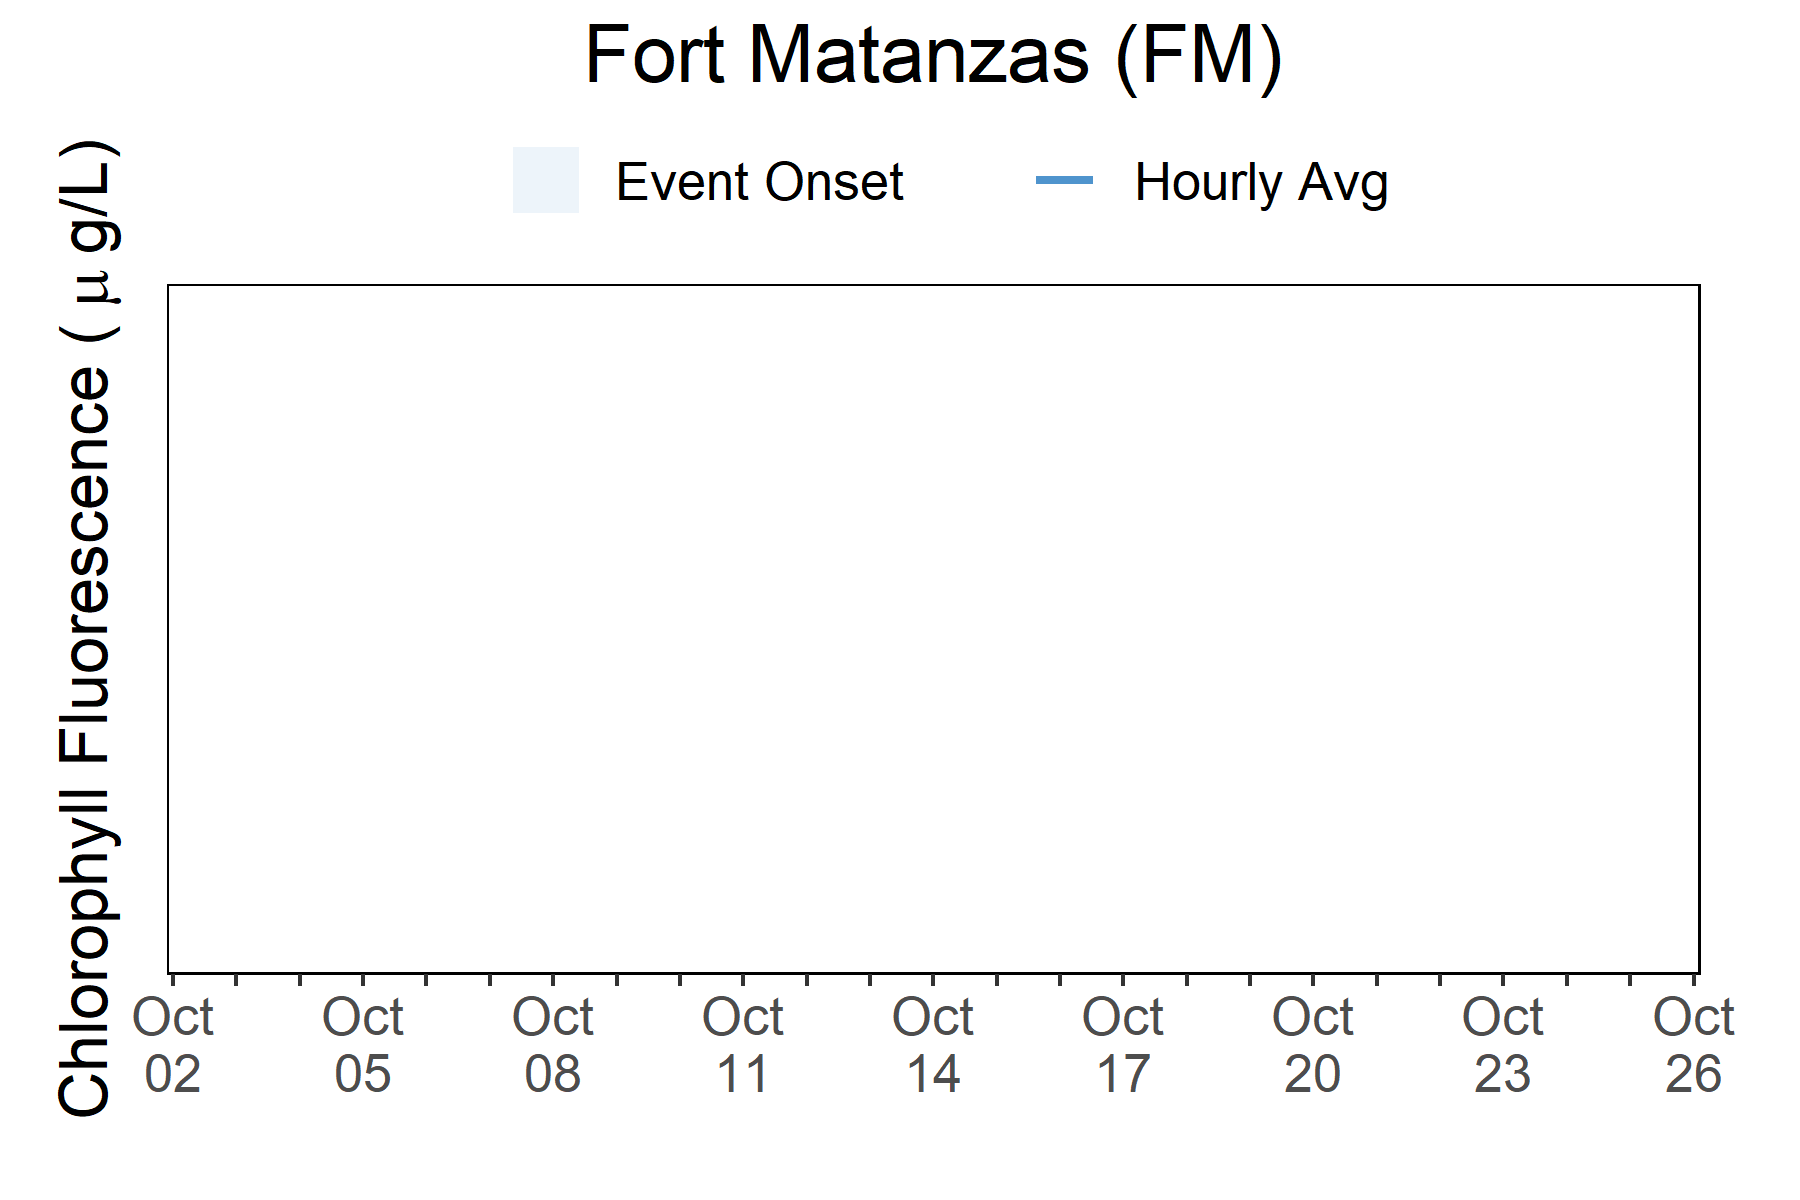 Fort Matanzas (FM)
Event Onset
Hourly Avg
Chlorophyll Fluorescence ( μ g/L)
Oct 02
Oct 05
Oct 08
Oct 11
Oct 14
Oct 17
Oct 20
Oct 23
Oct 26